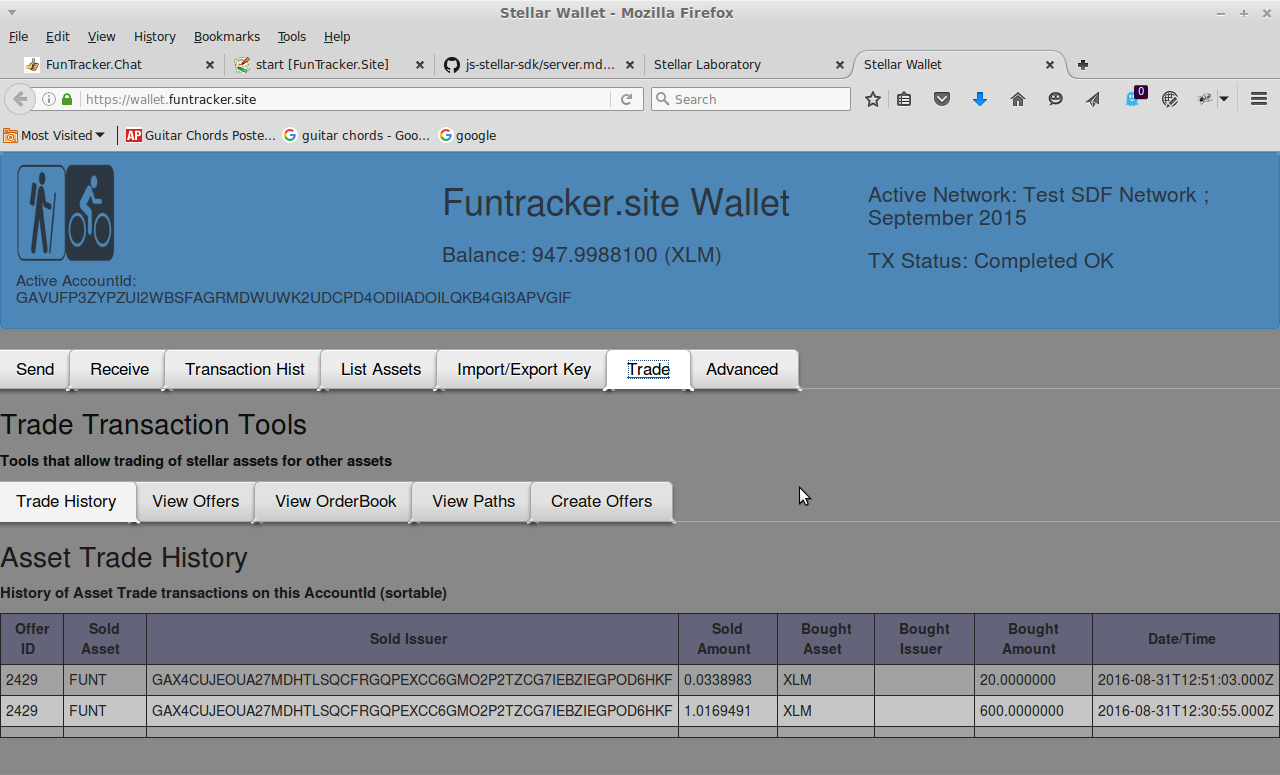 Stellar Wallet - Mozilla Firefox
File Edit View History Bookmarks Tools Help
FunTracker.Chat start [FunTracker.Site] js-stellar-sdk/server.md... Stellar Laboratory Stellar Wallet
https://wallet.funtracker.site Search 0
Most Visited AP Guitar Chords Poste... guitar chords - Goo... google
Funtracker.site Wallet
Balance: 947.9988100 (XLM)
Active Network: Test SDF Network ;
September 2015
TX Status: Completed OK
Active AccountId:
GAVUFP3ZYPZUI2WBSFAGRMDWUWK2UDCPD4ODIIADOILQKB4GI3APVGIF
Send Receive Transaction Hist List Assets Import/Export Key Trade Advanced
Trade Transaction Tools
Tools that allow trading of stellar assets for other assets
Trade History View Offers View OrderBook View Paths Create Offers
Asset Trade History
History of Asset Trade transactions on this AccountId (sortable)
Offer ID Sold Asset Sold Issuer Sold Amount Bought Asset Bought Issuer Bought Amount Date/Time
2429 FUNT GAX4CUJEOUA27MDHTLSQCFRGQPEXCC6GMO2P2TZCG7IEBZIEGPOD6HKF 0.0338983 XLM 20.0000000 2016-08-31T12:51:03.000Z
2429 FUNT GAX4CUJEOUA27MDHTLSQCFRGQPEXCC6GMO2P2TZCG7IEBZIEGPOD6HKF 1.0169491 XLM 600.0000000 2016-08-31T12:30:55.000Z